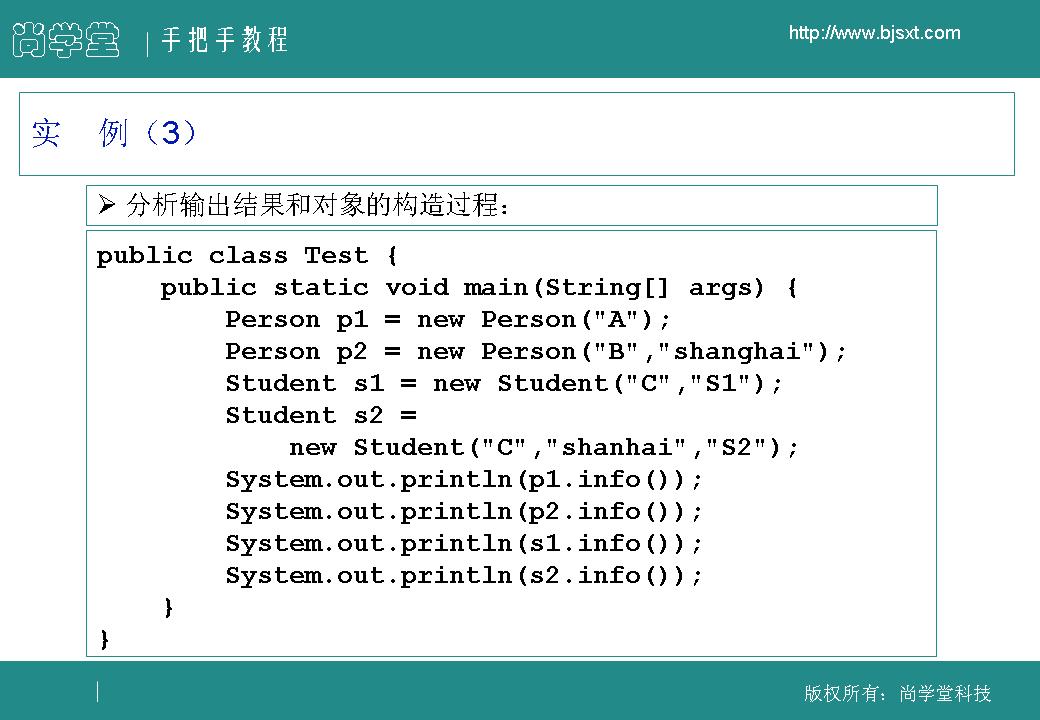 尚学堂 | 手把手教程
http://www.bjsxt.com
实 例（3）
➢ 分析输出结果和对象的构造过程：
public class Test {
    public static void main(String[] args) {
        Person p1 = new Person("A");
        Person p2 = new Person("B","shanghai");
        Student s1 = new Student("C","S1");
        Student s2 =
            new Student("C","shanhai","S2");
        System.out.println(p1.info());
        System.out.println(p2.info());
        System.out.println(s1.info());
        System.out.println(s2.info());
    }
}
版权所有：尚学堂科技